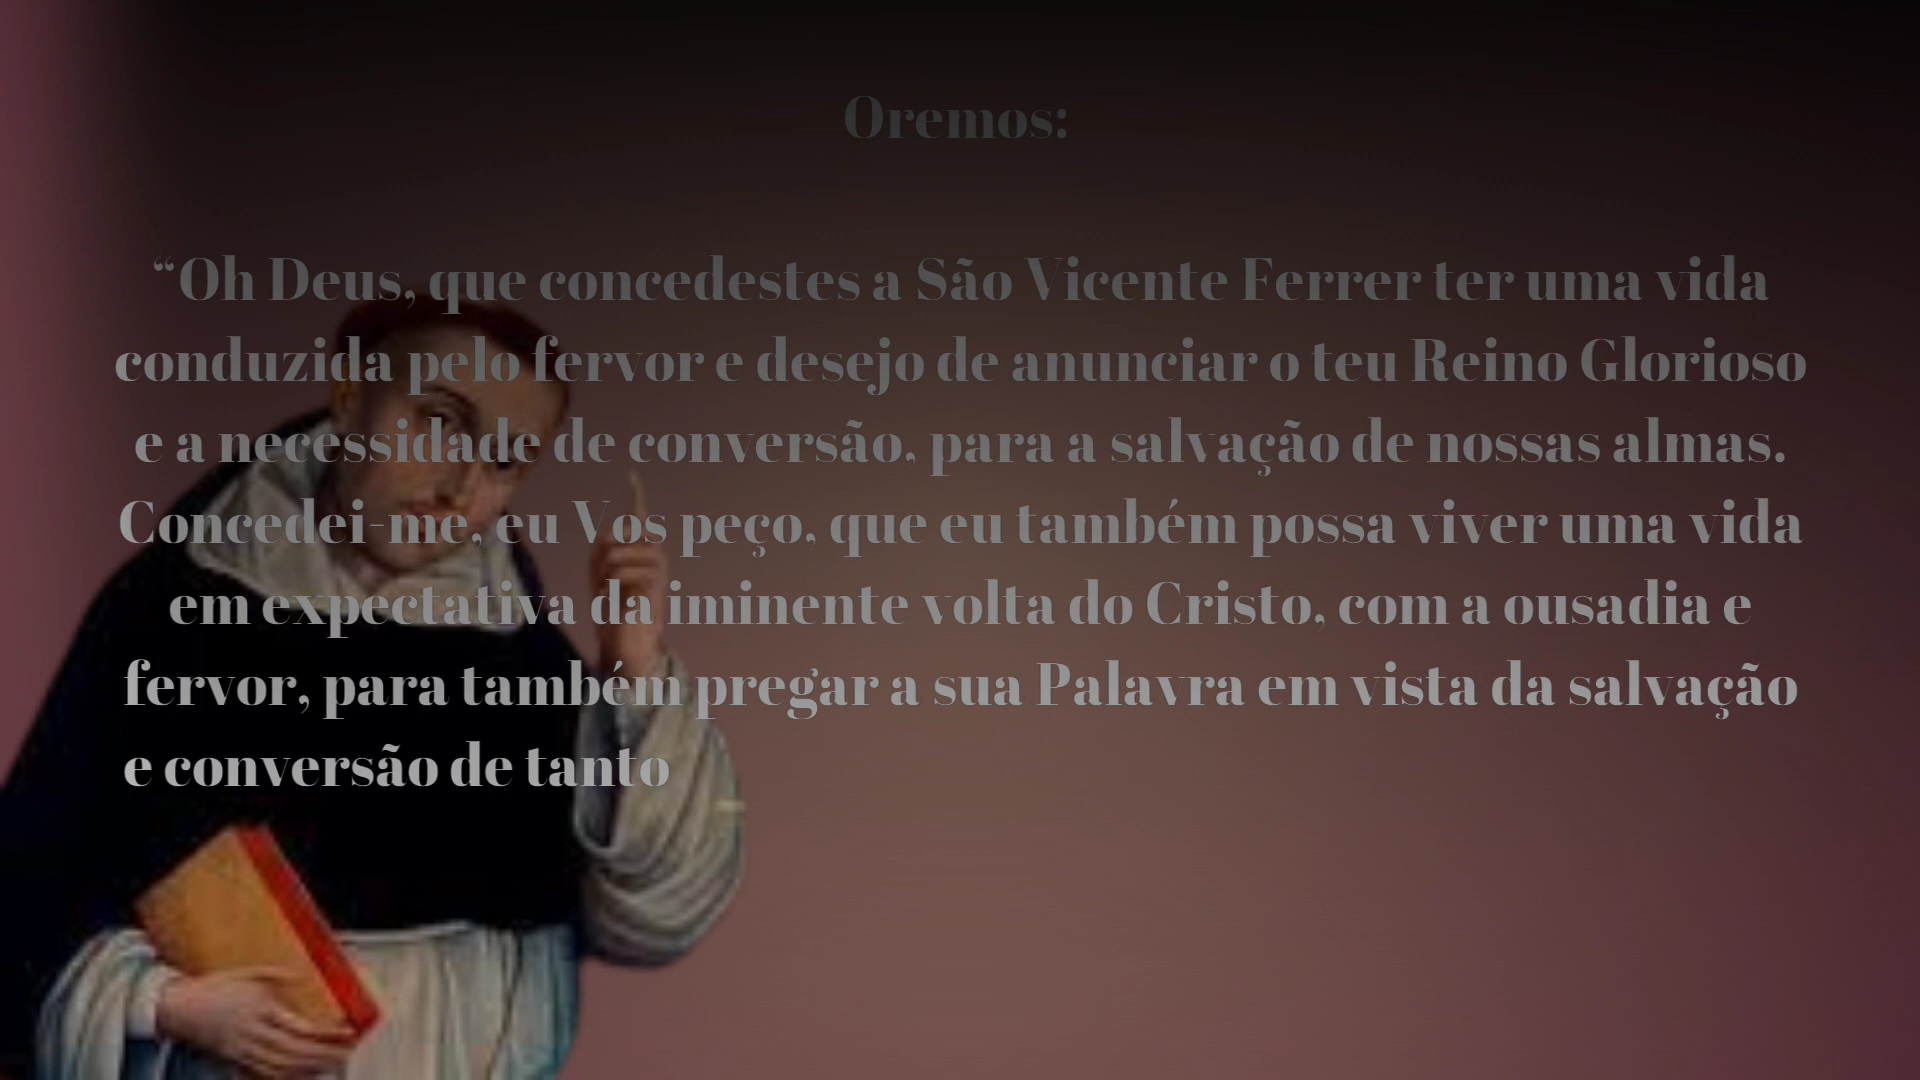 Oremos:
“Oh Deus, que concedestes a São Vicente Ferrer ter uma vida
conduzida pelo fervor e desejo de anunciar o teu Reino Glorioso
e a necessidade de conversão, para a salvação de nossas almas.
Concedei-me, eu Vos peço, que eu também possa viver uma vida
em expectativa da iminente volta do Cristo, com a ousadia e
fervor, para também pregar a sua Palavra em vista da salvação
e conversão de tanto